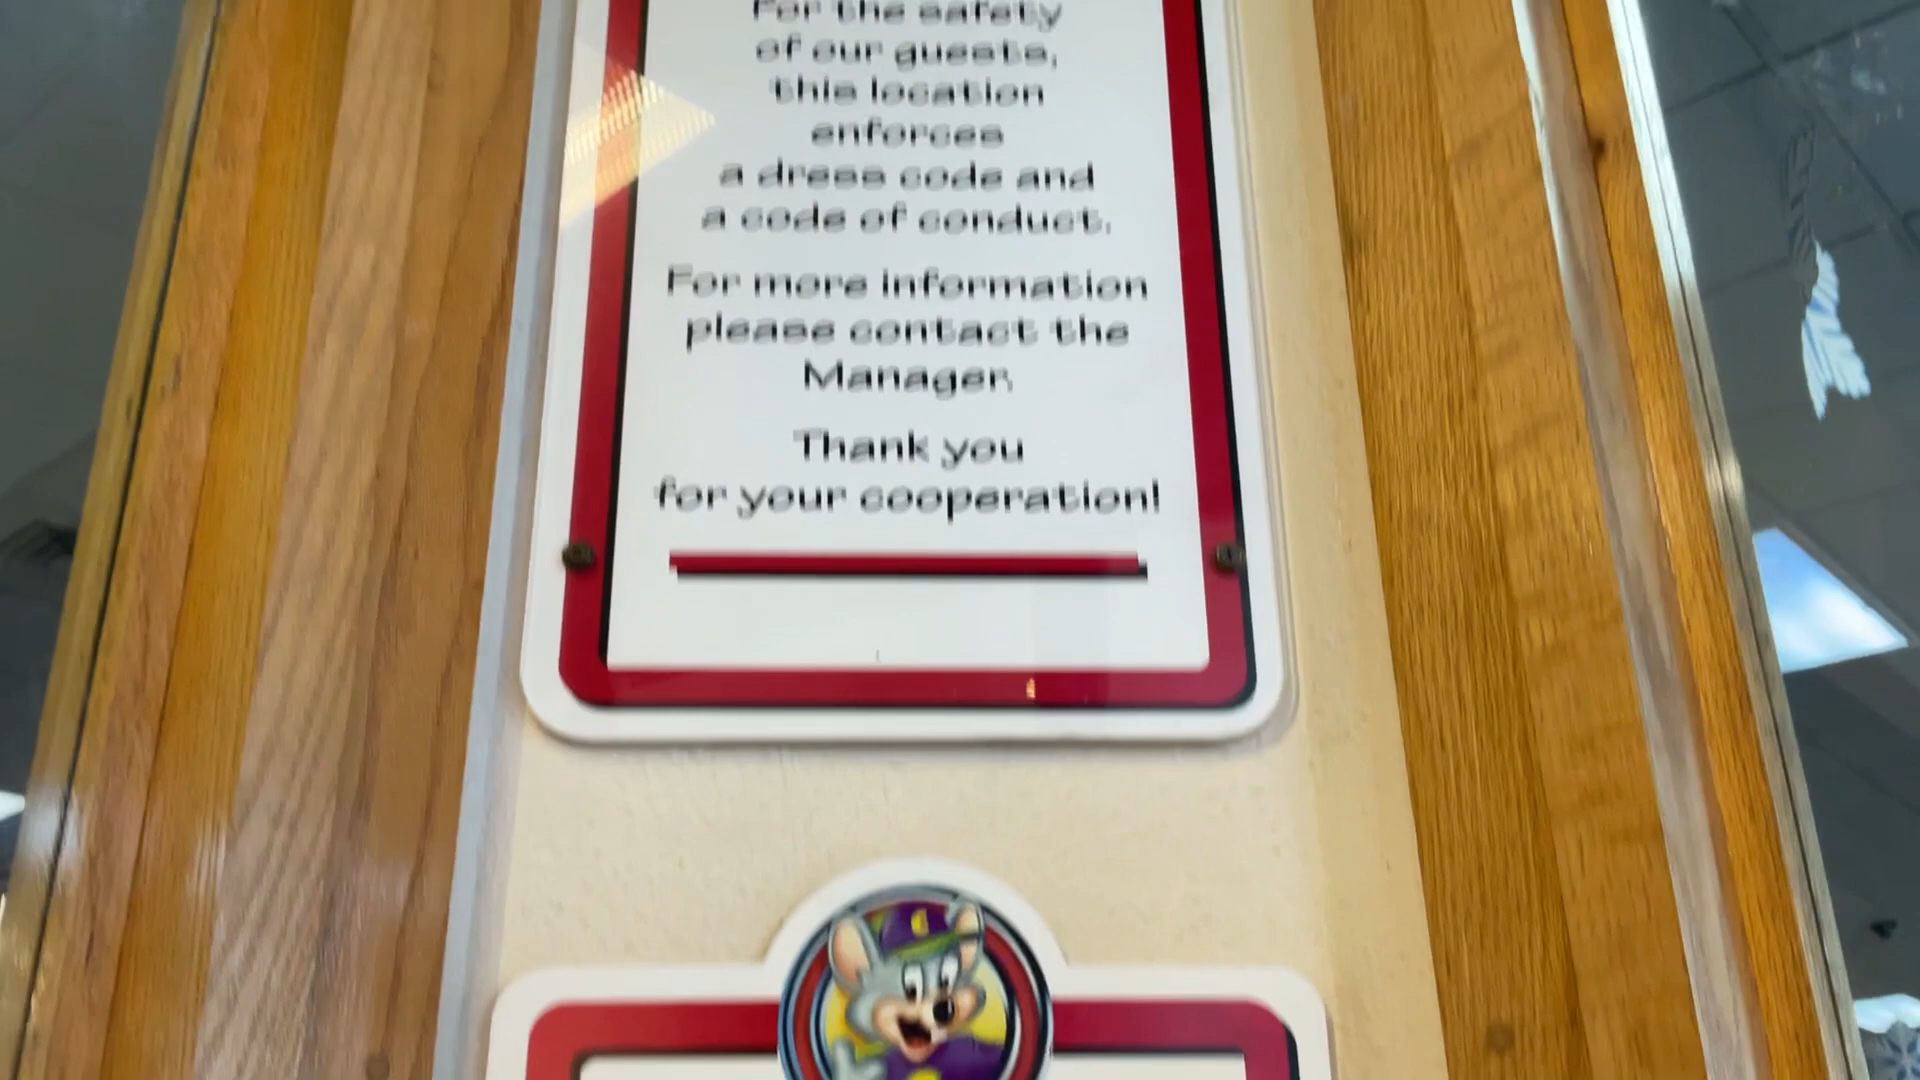 For the safety
of our guests,
this location
enforces
a dress code and
a code of conduct.
For more information
please contact the
Manager.
Thank you
for your cooperation!